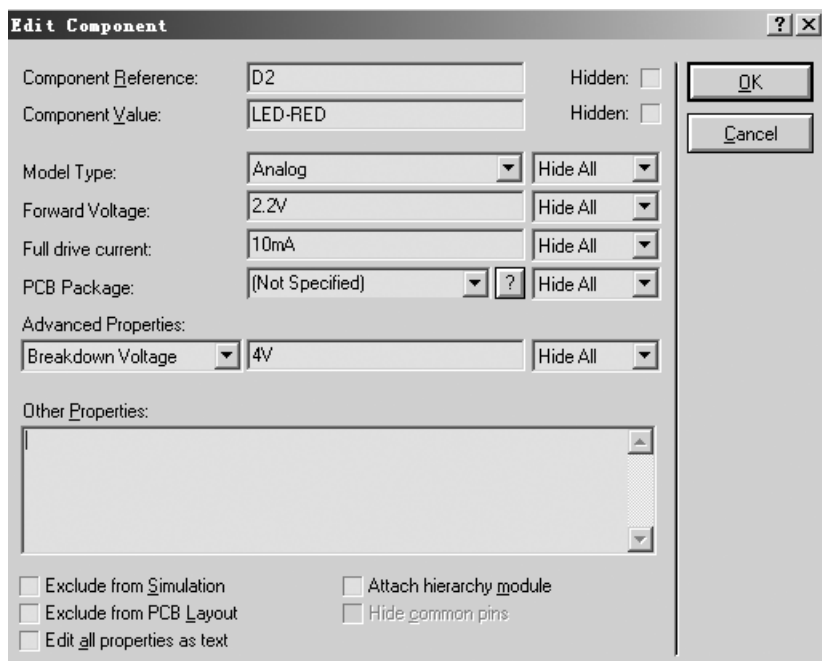 Edit Component
Component Reference: D2 Hidden: OK
Component Value: LED-RED Hidden: Cancel
Model Type: Analog Hide All
Forward Voltage: 2.2V Hide All
Full drive current: 10mA Hide All
PCB Package: (Not Specified) ? Hide All
Advanced Properties:
Breakdown Voltage 4V Hide All
Other Properties:
Exclude from Simulation Attach hierarchy module
Exclude from PCB Layout Hide common pins
Edit all properties as text